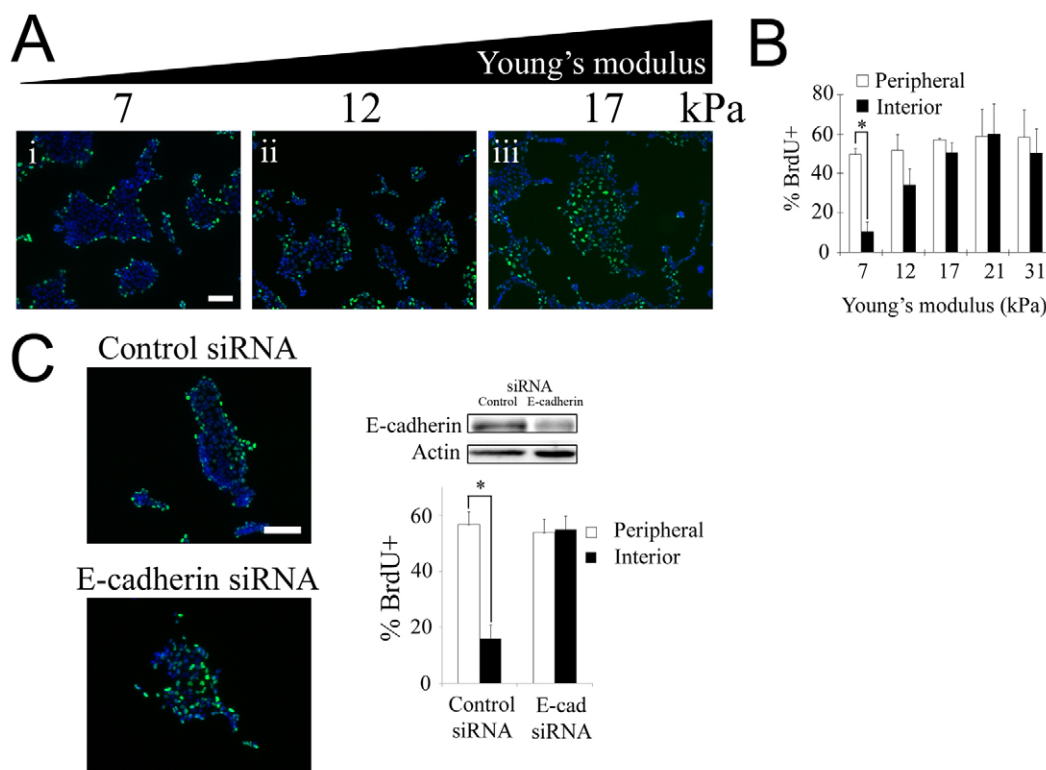 A
Young's modulus
7 12 17 kPa
i ii iii
B
Peripheral
Interior
*
80
60
40
20
0
% BrdU+
7 12 17 21 31
Young's modulus (kPa)
C
Control siRNA
E-cadherin siRNA
siRNA
Control E-cadherin
E-cadherin
Actin
*
Peripheral
Interior
60
40
20
0
% BrdU+
Control E-cad
siRNA siRNA